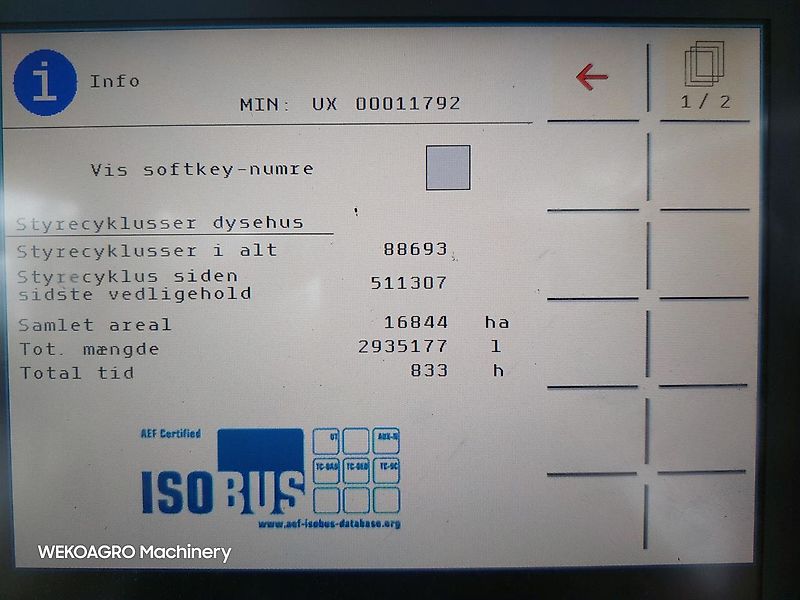 i Info
MIN: UX 00011792
1/2
Vis softkey-numre
Styrecyklusser dysehus
Styrecyklusser i alt 88693
Styrecyklus siden
sidste vedligehold 511307
Samlet areal 16844 ha
Tot. mængde 2935177 l
Total tid 833 h
AEF Certified
UT AUX-N
ISOBUS
TC-BAS TC-GEO TC-SC
www.aef-isobus-database.org
WEKOAGRO Machinery